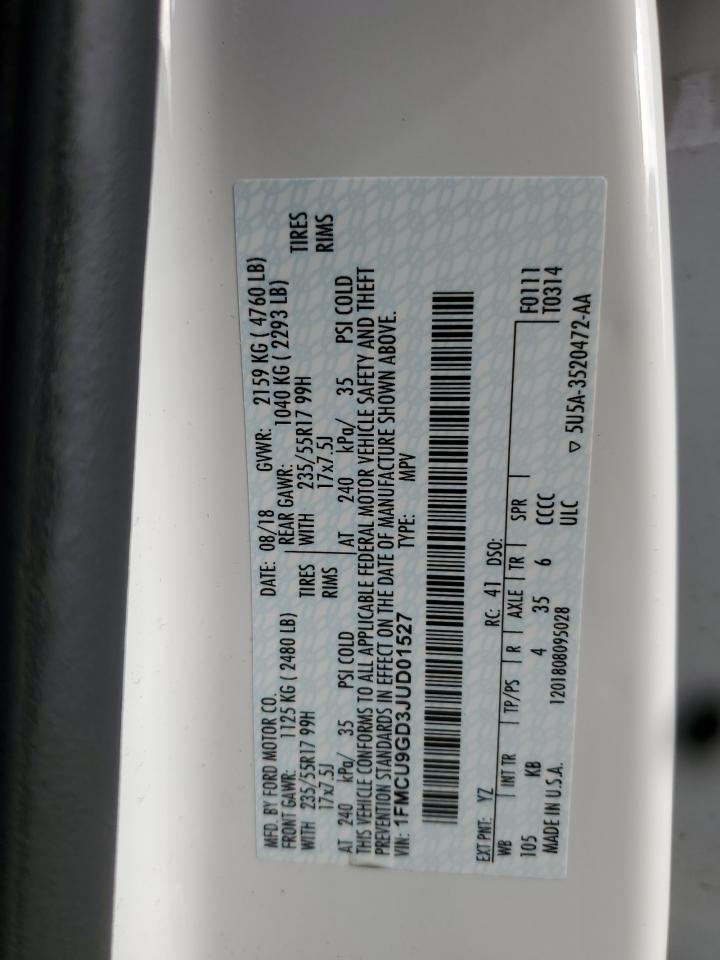 MFD. BY FORD MOTOR CO.
DATE: 08/18 GVWR: 2159 KG ( 4760 LB)
FRONT GAWR: 1125 KG ( 2480 LB) REAR GAWR: 1040 KG ( 2293 LB)
WITH 235/55R17 99H TIRES WITH 235/55R17 99H TIRES
17x7.5J RIMS 17x7.5J RIMS
AT 240 kPa/ 35 PSI COLD AT 240 kPa/ 35 PSI COLD
THIS VEHICLE CONFORMS TO ALL APPLICABLE FEDERAL MOTOR VEHICLE SAFETY AND THEFT
PREVENTION STANDARDS IN EFFECT ON THE DATE OF MANUFACTURE SHOWN ABOVE.
VIN: 1FMCU9GD3JUD01527 TYPE: MPV
EXT PNT: YZ RC: 41 DSO:
WB INT TR TP/PS R AXLE TR SPR F0111
105 KB 4 35 6 CCCC T0314
MADE IN U.S.A. 1201808095028 ULC
▽ 5U5A-3520472-AA